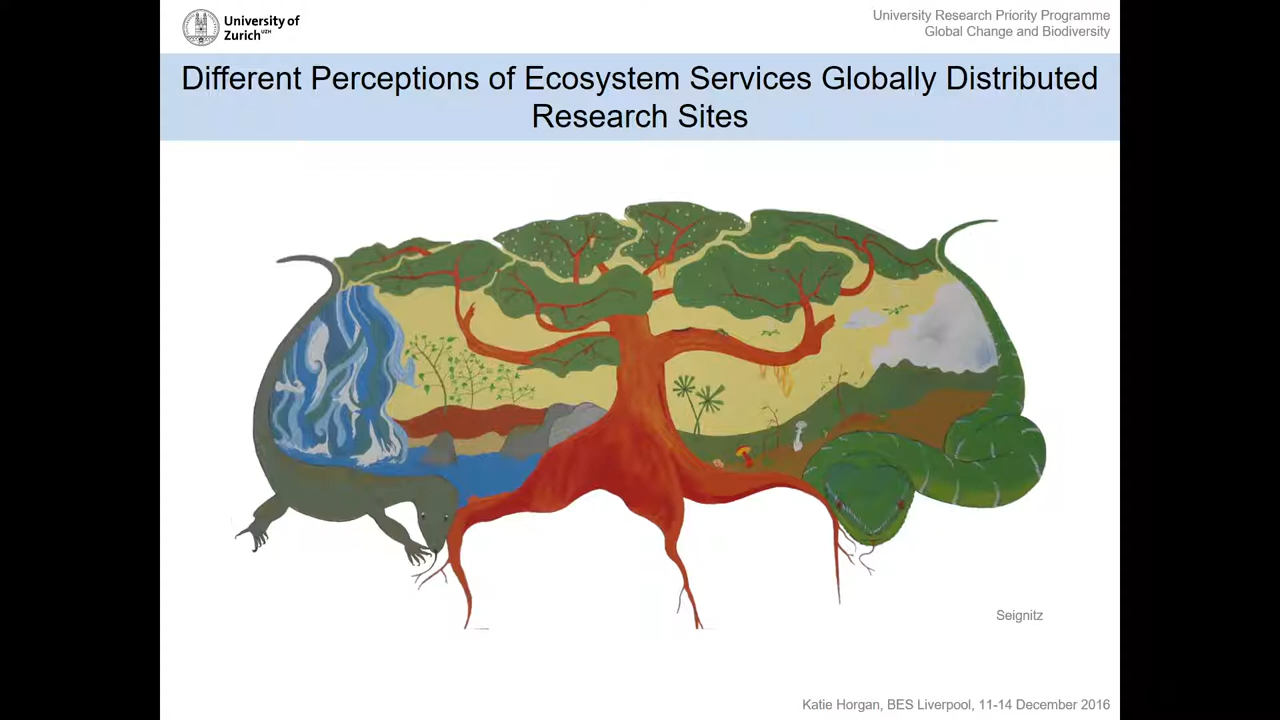 University of
Zurich UZH
University Research Priority Programme
Global Change and Biodiversity
Different Perceptions of Ecosystem Services Globally Distributed
Research Sites
Seignitz
Katie Horgan, BES Liverpool, 11-14 December 2016